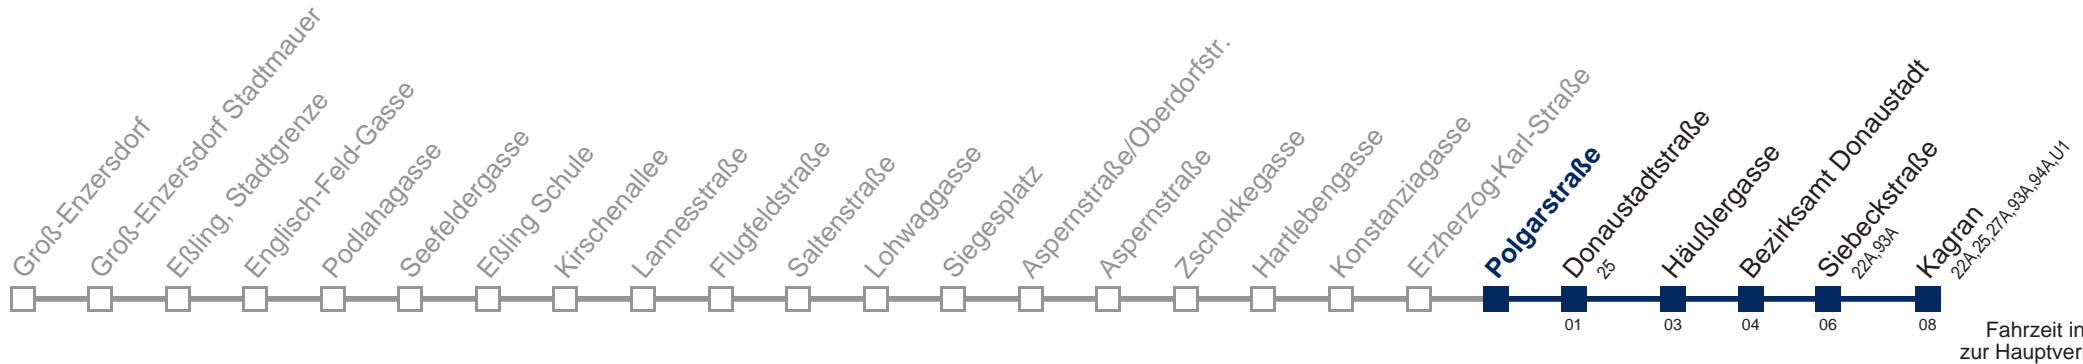 Groß-Enzersdorf
Groß-Enzersdorf Stadtmauer
Eßling, Stadtgrenze
Englisch-Feld-Gasse
Podlahagasse
Seefeldergasse
Eßling Schule
Kirschenallee
Lannesstraße
Flugfeldstraße
Saltenstraße
Lohwaggasse
Siegesplatz
Aspernstraße/Oberdorfstr.
Aspernstraße
Zschokkegasse
Hartlebengasse
Konstanziagasse
Erzherzog-Karl-Straße
Polgarstraße
Donaustadtstraße
25
Häußlergasse
Bezirksamt Donaustadt
Siebeckstraße
22A,93A
Kagran
22A,25,27A,93A,94A,U1
01
03
04
06
08
Fahrzeit in
zur Hauptver